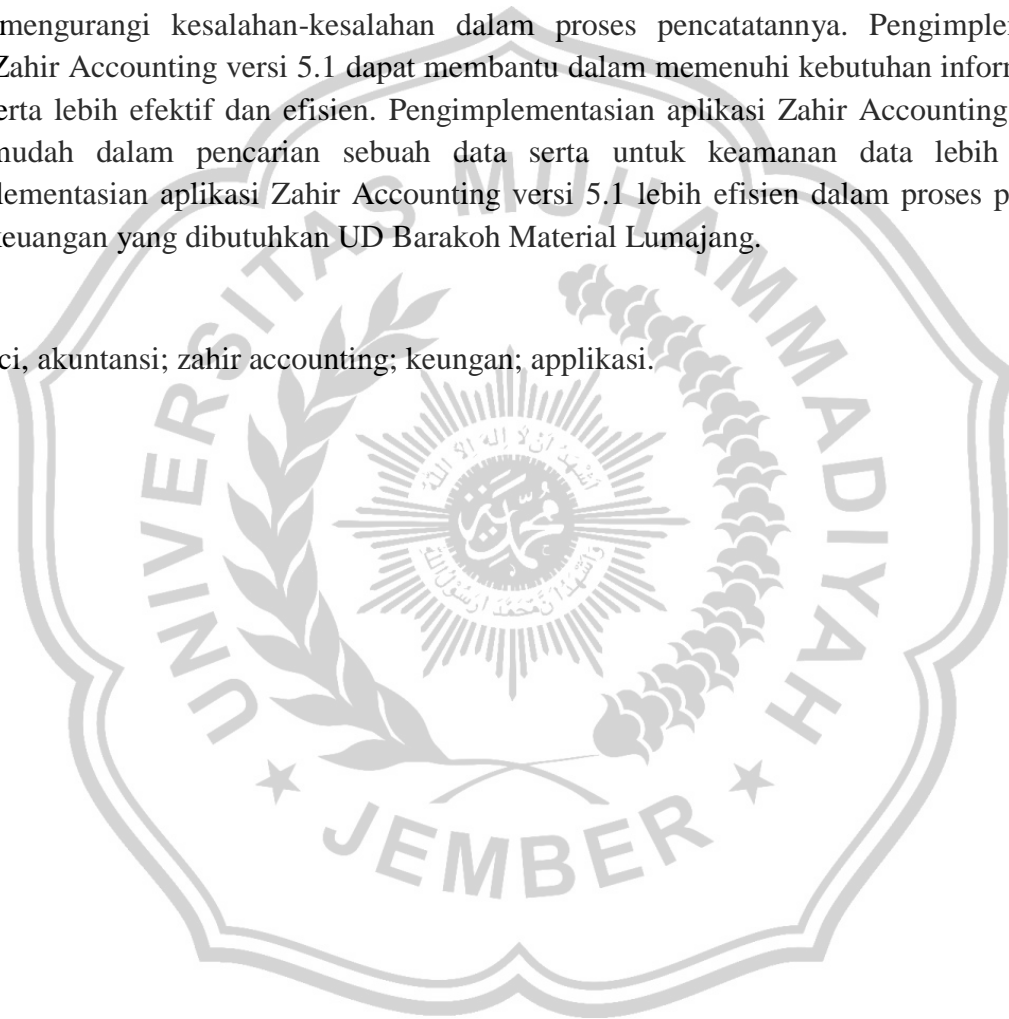 mengurangi kesalahan-kesalahan dalam proses pencatatannya. Pengimplem
Zahir Accounting versi 5.1 dapat membantu dalam memenuhi kebutuhan inform
erta lebih efektif dan efisien. Pengimplementasian aplikasi Zahir Accounting
mudah dalam pencarian sebuah data serta untuk keamanan data lebih
lementasian aplikasi Zahir Accounting versi 5.1 lebih efisien dalam proses p
keuangan yang dibutuhkan UD Barakoh Material Lumajang.
ci, akuntansi; zahir accounting; keungan; applikasi.
UNIVERSITAS MUHAMMADIYAH
JEMBER